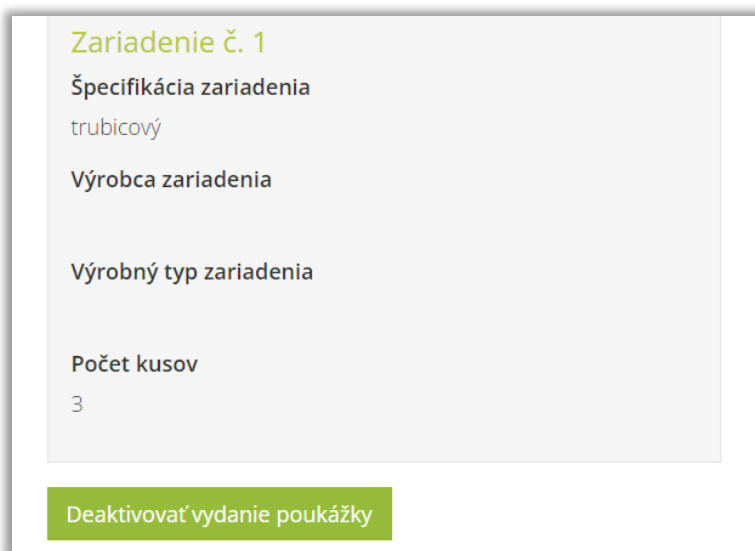 Zariadenie č. 1
Špecifikácia zariadenia
trubicový
Výrobca zariadenia
Výrobný typ zariadenia
Počet kusov
3
Deaktivovať vydanie poukážky